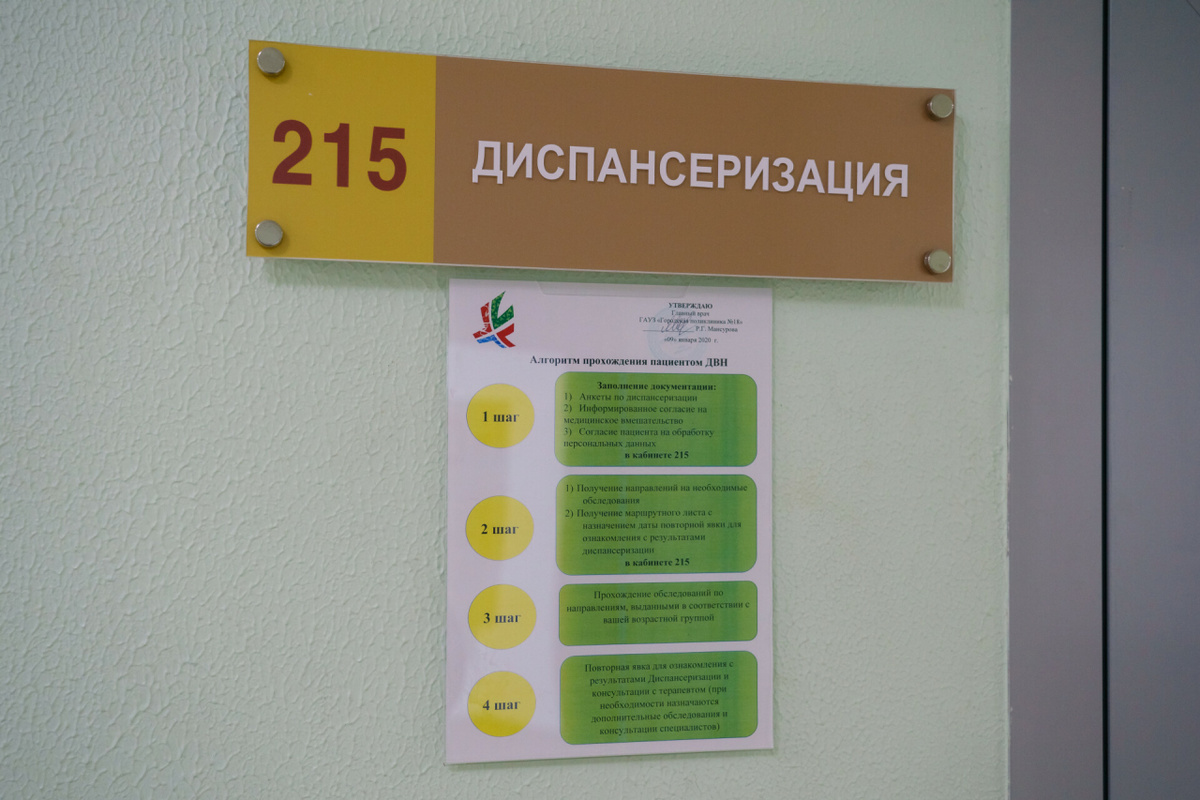 215
ДИСПАНСЕРИЗАЦИЯ
УТВЕРЖДАЮ
Главный врач
ГАУЗ «Городская поликлиника №18»
Р.Г. Мансурова
«09» января 2020 г.
Алгоритм прохождения пациентом ДВН
1 шаг
Заполнение документации:
1) Анкеты по диспансеризации
2) Информированное согласие на
медицинское вмешательство
3) Согласие пациента на обработку
персональных данных
в кабинете 215
2 шаг
1) Получение направлений на необходимые
обследования
2) Получение маршрутного листа с
назначением даты повторной явки для
ознакомления с результатами
диспансеризации
в кабинете 215
3 шаг
Прохождение обследований по
направлениям, выданными в соответствии с
вашей возрастной группой
4 шаг
Повторная явка для ознакомления с
результатами Диспансеризации и
консультации с терапевтом (при
необходимости назначаются
дополнительные обследования и
консультации специалистов)